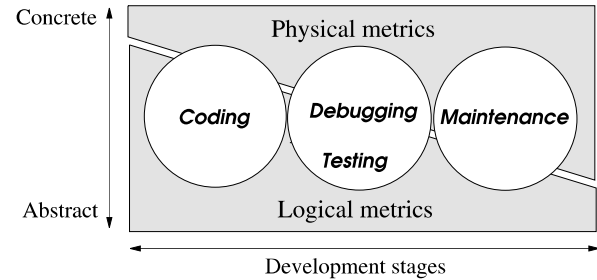 Concrete
Physical metrics
Coding
Debugging
Maintenance
Testing
Abstract
Logical metrics
Development stages